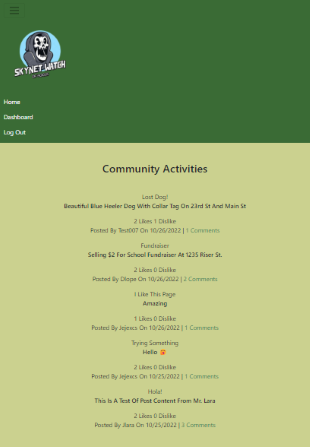 SKYNET.WATCH
Home
Dashboard
Log Out
Community Activities
Lost Dog!
Beautiful Blue Heeler Dog With Collar Tag On 23rd St And Main St
2 Likes 1 Dislike
Posted By Test007 On 10/26/2022 | 1 Comments
Fundraiser
Selling $2 For School Fundraiser At 1235 Riser St.
2 Likes 0 Dislike
Posted By Dlope On 10/26/2022 | 2 Comments
I Like This Page
Amazing
1 Likes 0 Dislike
Posted By Jejexcs On 10/26/2022 | 1 Comments
Trying Something
Hello
2 Likes 0 Dislike
Posted By Jejexcs On 10/25/2022 | 1 Comments
Hola!
This Is A Test Of Post Content From Mr. Lara
2 Likes 0 Dislike
Posted By Jlara On 10/25/2022 | 3 Comments